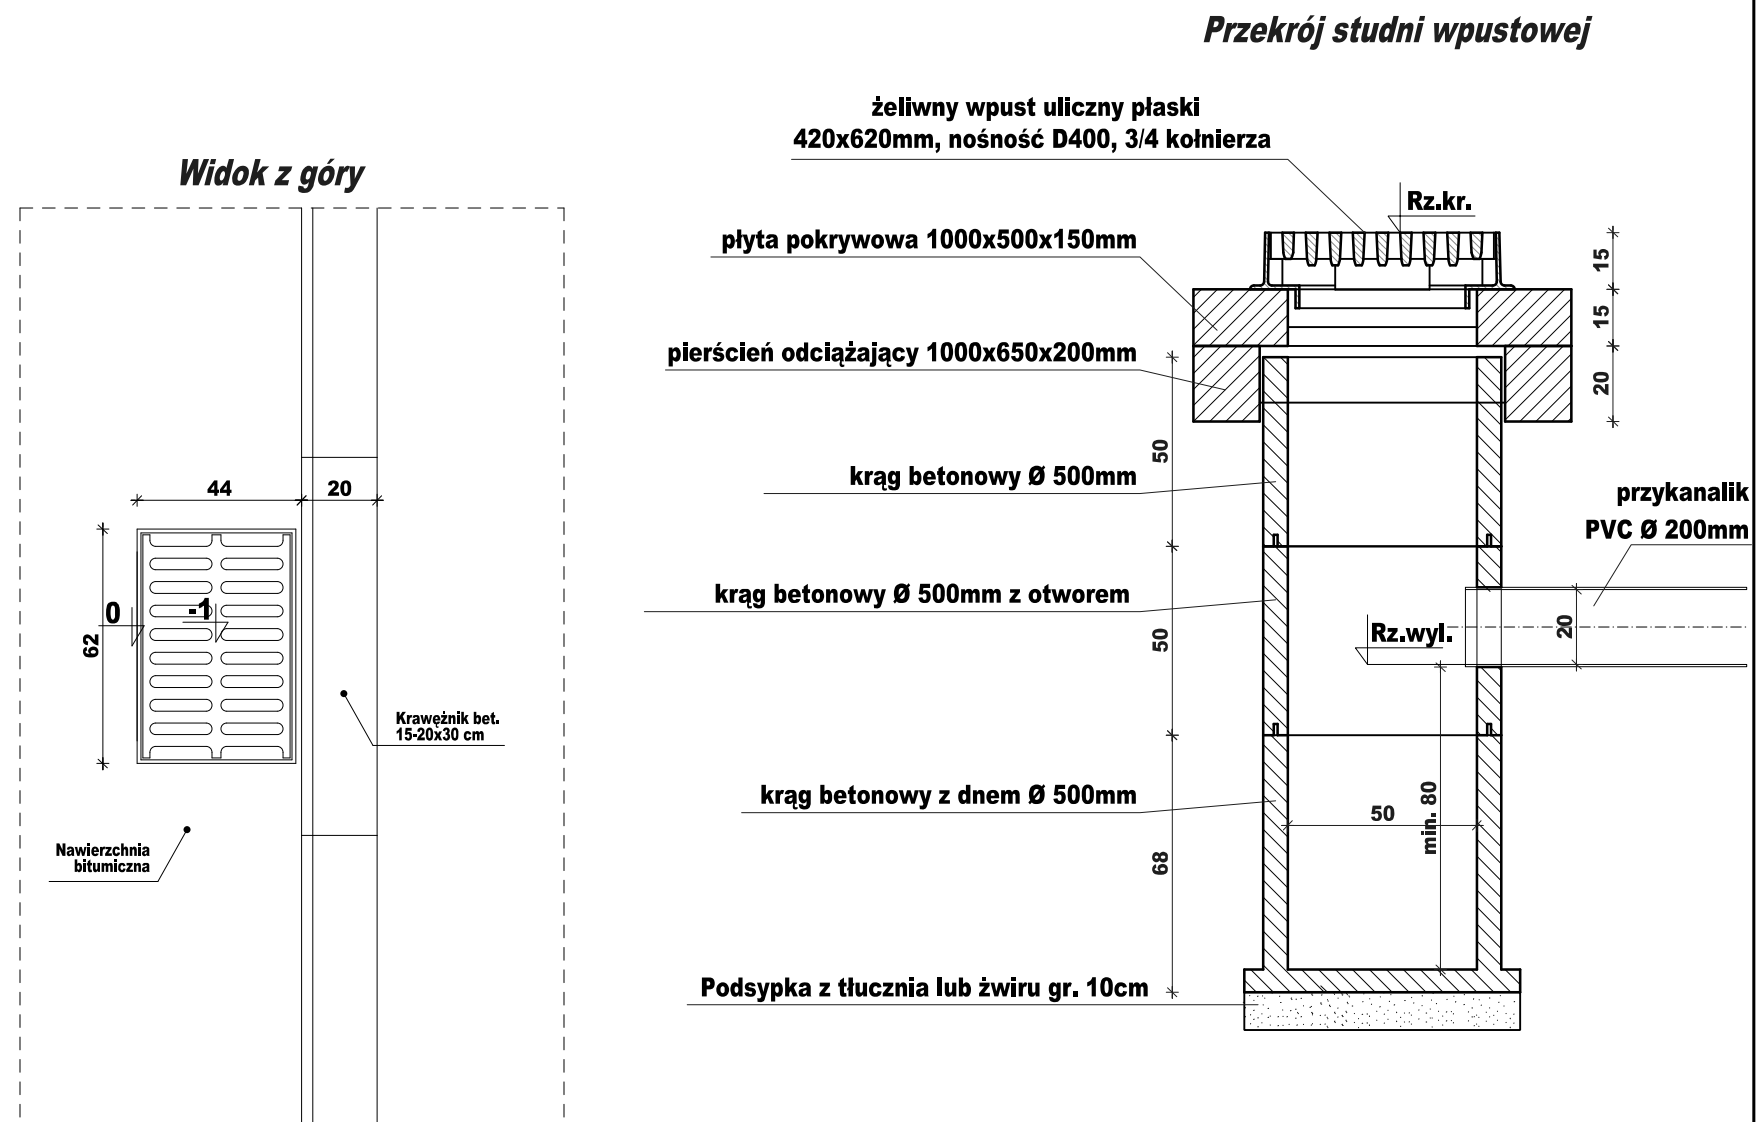 Przekrój studni wpustowej
żeliwny wpust uliczny płaski
420x620mm, nośność D400, 3/4 kołnierza
Widok z góry
Rz.kr.
płyta pokrywowa 1000x500x150mm
15
15
pierścień odciążający 1000x650x200mm
20
50
krąg betonowy Ø 500mm
44
20
przykanalik
PVC Ø 200mm
krąg betonowy Ø 500mm z otworem
0
-1
62
50
Rz.wyl.
20
Krawężnik bet.
15-20x30 cm
krąg betonowy z dnem Ø 500mm
50
min. 80
Nawierzchnia
bitumiczna
68
Podsypka z tłucznia lub żwiru gr. 10cm